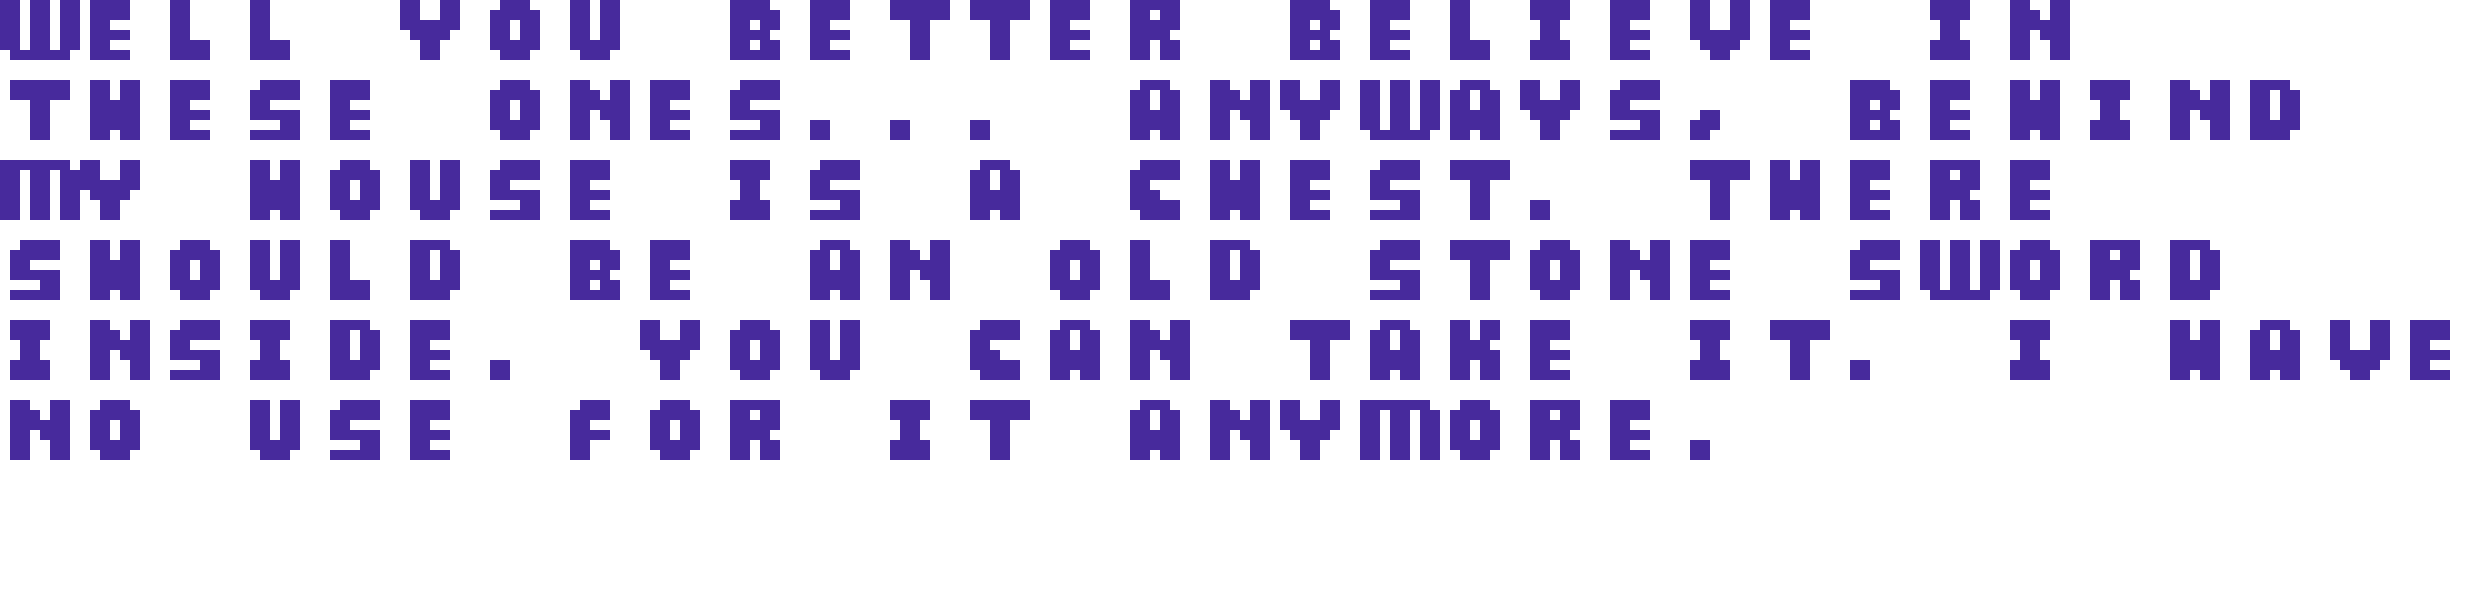 WELL YOU BETTER BELIEVE IN
THESE ONES... ANYWAYS, BEHIND
MY HOUSE IS A CHEST. THERE
SHOULD BE AN OLD STONE SWORD
INSIDE. YOU CAN TAKE IT. I HAVE
NO USE FOR IT ANYMORE.